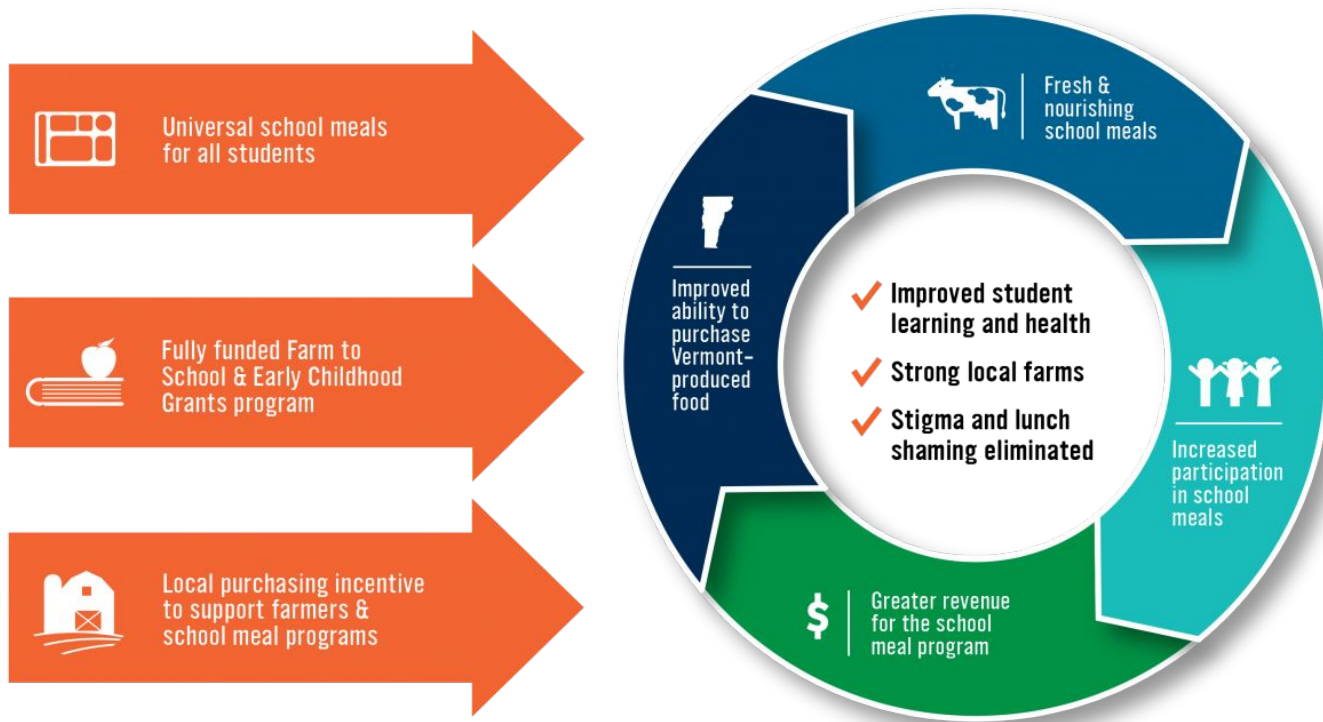 Universal school meals
for all students
Fully funded Farm to
School & Early Childhood
Grants program
Local purchasing incentive
to support farmers &
school meal programs
Fresh &
nourishing
school meals
Increased
participation
in school
meals
$
Greater revenue
for the school
meal program
Improved
ability to
purchase
Vermont-
produced
food
Improved student
learning and health
Strong local farms
Stigma and lunch
shaming eliminated